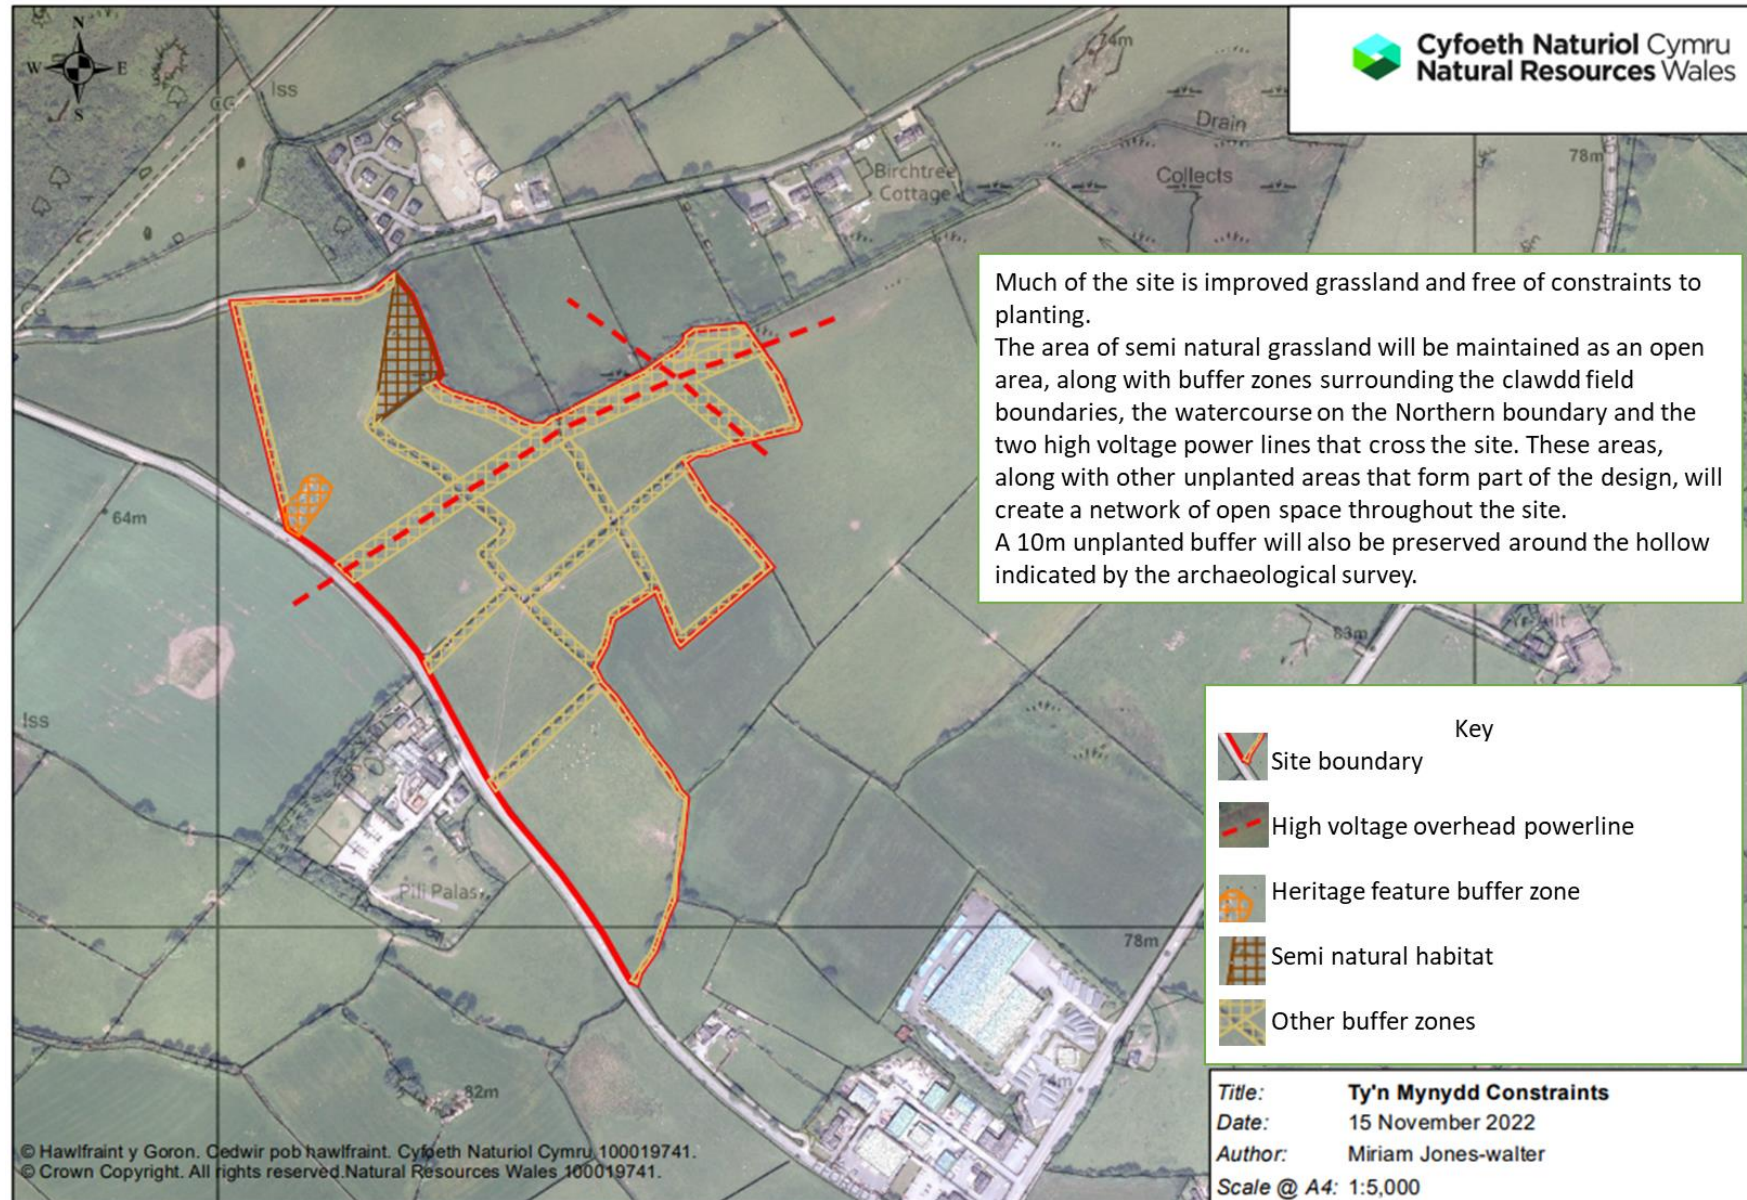 N
W E
S
Cyfoeth Naturiol Cymru
Natural Resources Wales
74m
CG
Iss
Drain
78m
Birchtree
Cottage
Collects
CG
Much of the site is improved grassland and free of constraints to
planting.
The area of semi natural grassland will be maintained as an open
area, along with buffer zones surrounding the clawdd field
boundaries, the watercourse on the Northern boundary and the
two high voltage power lines that cross the site. These areas,
along with other unplanted areas that form part of the design, will
create a network of open space throughout the site.
A 10m unplanted buffer will also be preserved around the hollow
indicated by the archaeological survey.
64m
83m
Yr Allt
Iss
Key
Site boundary
High voltage overhead powerline
Heritage feature buffer zone
Semi natural habitat
Other buffer zones
Pili Palas
78m
74m
82m
Title: Ty'n Mynydd Constraints
Date: 15 November 2022
Author: Miriam Jones-walter
Scale @ A4: 1:5,000
© Hawlfraint y Goron. Cedwir pob hawlfraint. Cyfoeth Naturiol Cymru 100019741.
© Crown Copyright. All rights reserved.Natural Resources Wales 100019741.